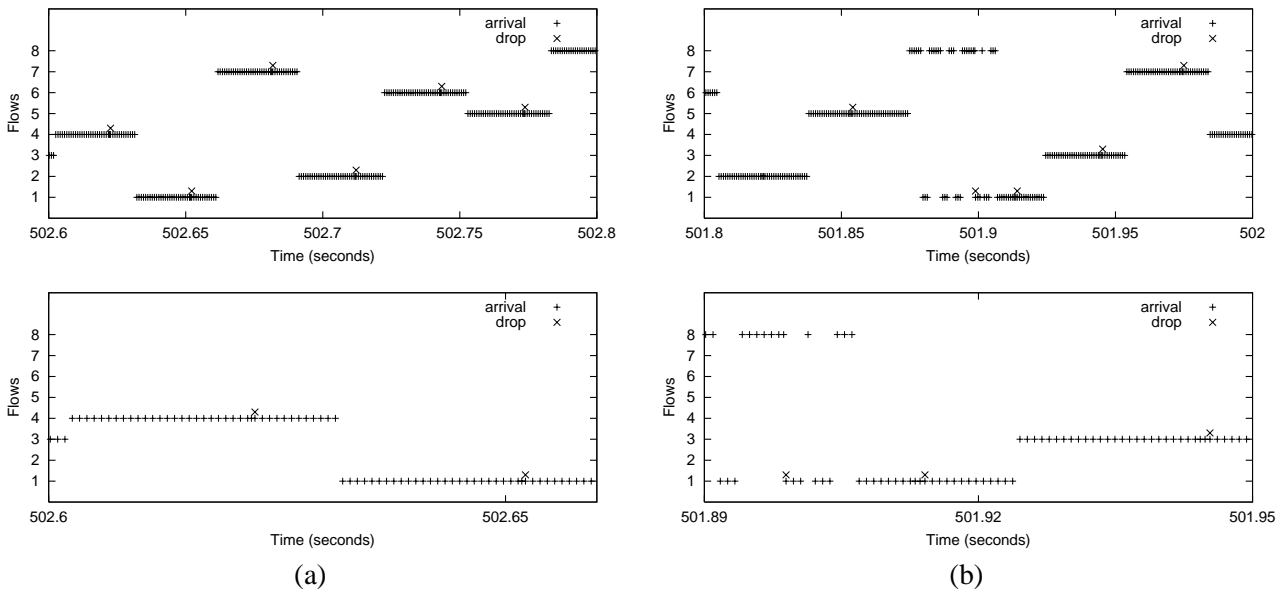 arrival
drop
8
7
6
5
4
3
2
1
Flows
502.6
502.65
502.7
502.75
502.8
Time (seconds)
arrival
drop
8
7
6
5
4
3
2
1
Flows
501.8
501.85
501.9
501.95
502
Time (seconds)
arrival
drop
8
7
6
5
4
3
2
1
Flows
502.6
502.65
Time (seconds)
(a)
arrival
drop
8
7
6
5
4
3
2
1
Flows
501.89
501.92
501.95
Time (seconds)
(b)